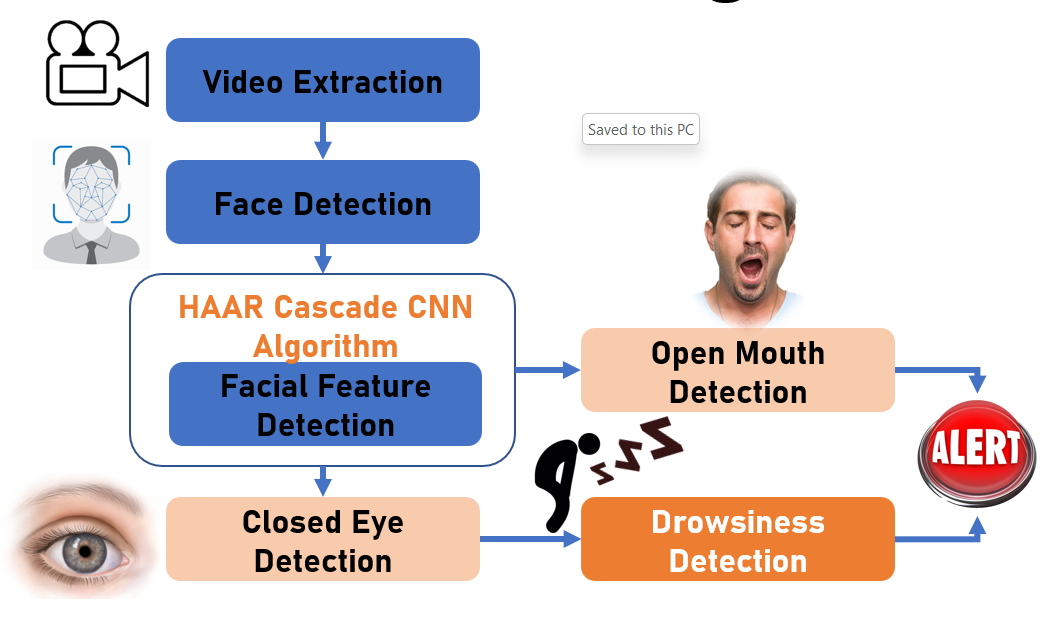 Video Extraction
Saved to this PC
Face Detection
HAAR Cascade CNN
Algorithm
Facial Feature
Detection
Open Mouth
Detection
ALERT
Closed Eye
Detection
Drowsiness
Detection